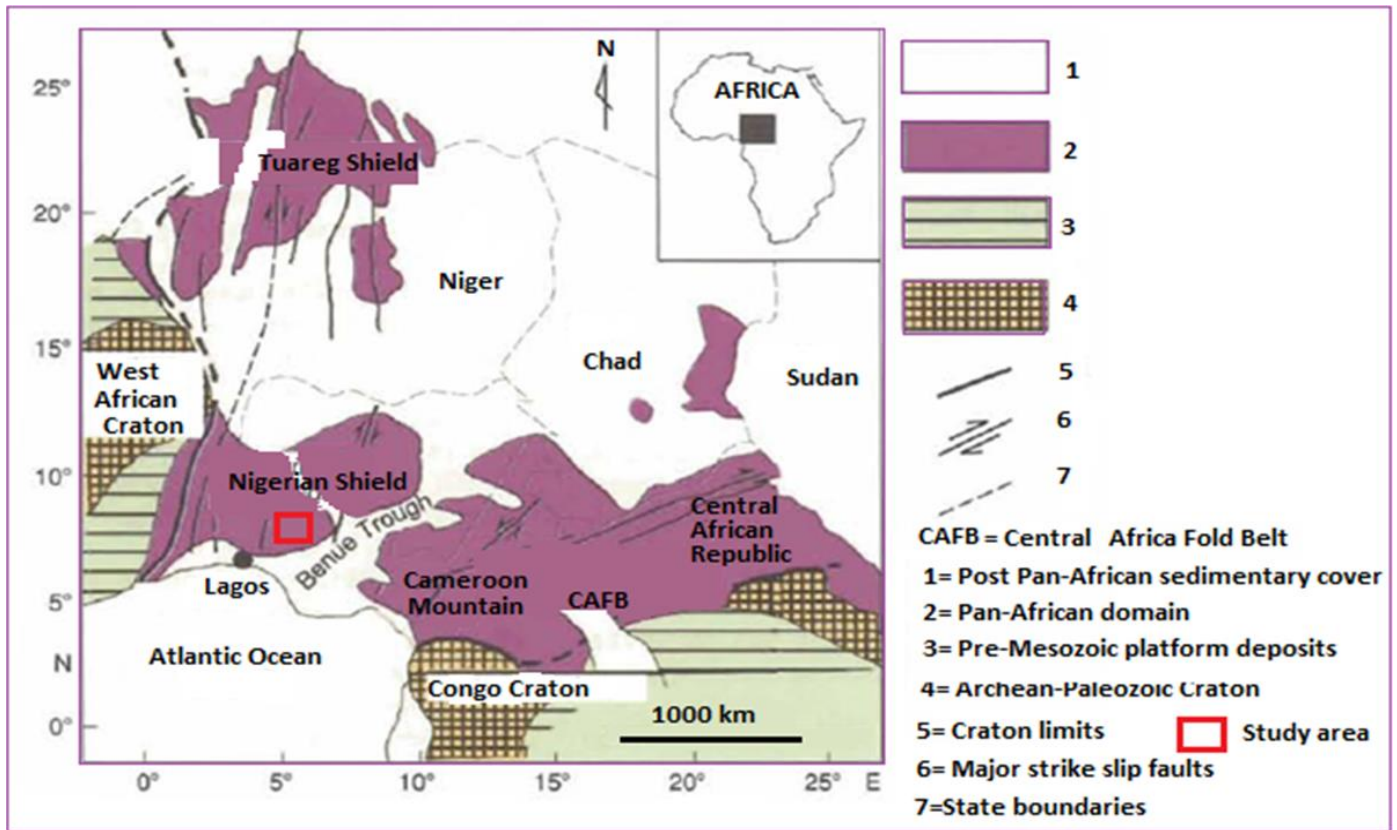 N
AFRICA
25°
Tuareg Shield
20°
Niger
15°
Chad
Sudan
West
African
Craton
10°
Nigerian Shield
Benue Trough
Central
African
Republic
Lagos
Cameroon
Mountain
CAFB
5°
Atlantic Ocean
N
Congo Craton
1000 km
0°
0°
5°
10°
15°
20°
25°
E
1
2
3
4
5
6
7
CAFB = Central Africa Fold Belt
1= Post Pan-African sedimentary cover
2= Pan-African domain
3= Pre-Mesozoic platform deposits
4= Archean-Paleozoic Craton
5= Craton limits
Study area
6= Major strike slip faults
7=State boundaries